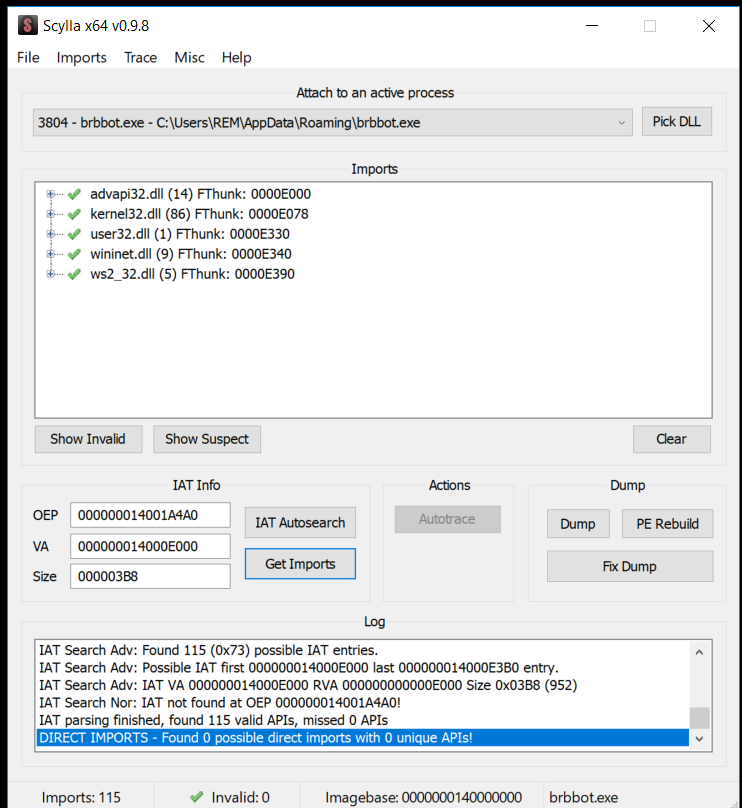 Scylla x64 v0.9.8
File Imports Trace Misc Help
Attach to an active process
3804 - brbbot.exe - C:\Users\REM\AppData\Roaming\brbbot.exe
Pick DLL
Imports
advapi32.dll (14) FThunk: 0000E000
kernel32.dll (86) FThunk: 0000E078
user32.dll (1) FThunk: 0000E330
wininet.dll (9) FThunk: 0000E340
ws2_32.dll (5) FThunk: 0000E390
Show Invalid Show Suspect Clear
IAT Info
OEP 000000014001A4A0
IAT Autosearch
VA 000000014000E000
Get Imports
Size 000003B8
Actions
Autotrace
Dump
Dump PE Rebuild
Fix Dump
Log
IAT Search Adv: Found 115 (0x73) possible IAT entries.
IAT Search Adv: Possible IAT first 000000014000E000 last 000000014000E3B0 entry.
IAT Search Adv: IAT VA 000000014000E000 RVA 000000000000E000 Size 0x03B8 (952)
IAT Search Nor: IAT not found at OEP 000000014001A4A0!
IAT parsing finished, found 115 valid APIs, missed 0 APIs
DIRECT IMPORTS - Found 0 possible direct imports with 0 unique APIs!
Imports: 115 Invalid: 0 Imagebase: 0000000140000000 brbbot.exe